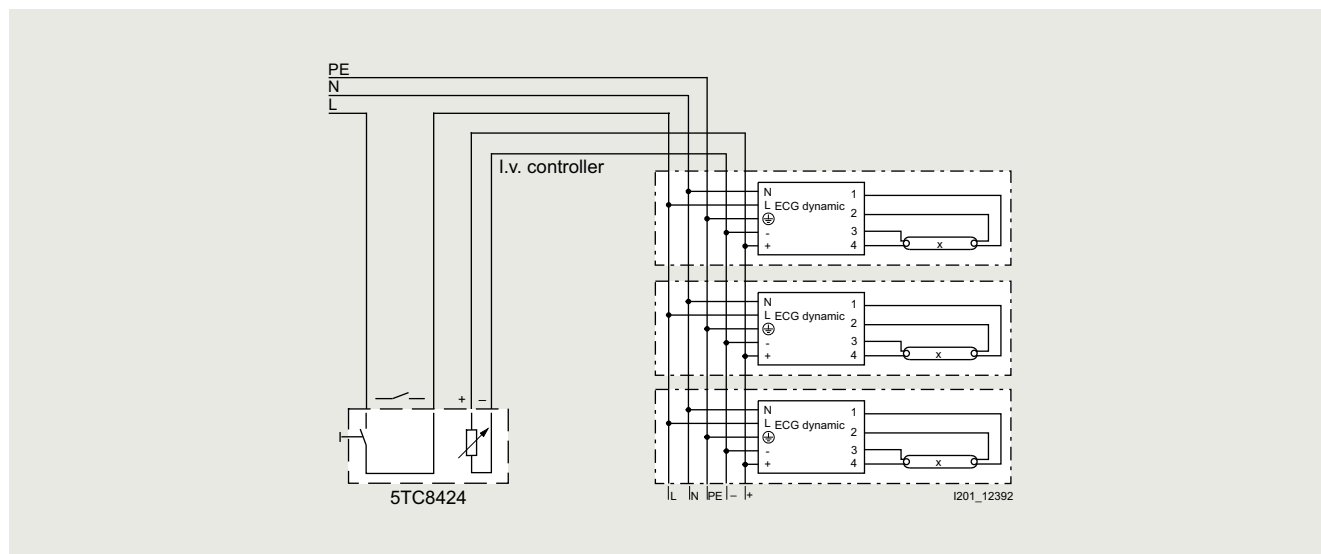 PE
N
L
l.v. controller
N
L ECG dynamic
-
+
1
2
3
4
x
N
L ECG dynamic
-
+
1
2
3
4
x
N
L ECG dynamic
-
+
1
2
3
4
x
+ –
5TC8424
L N PE – +
I201_12392